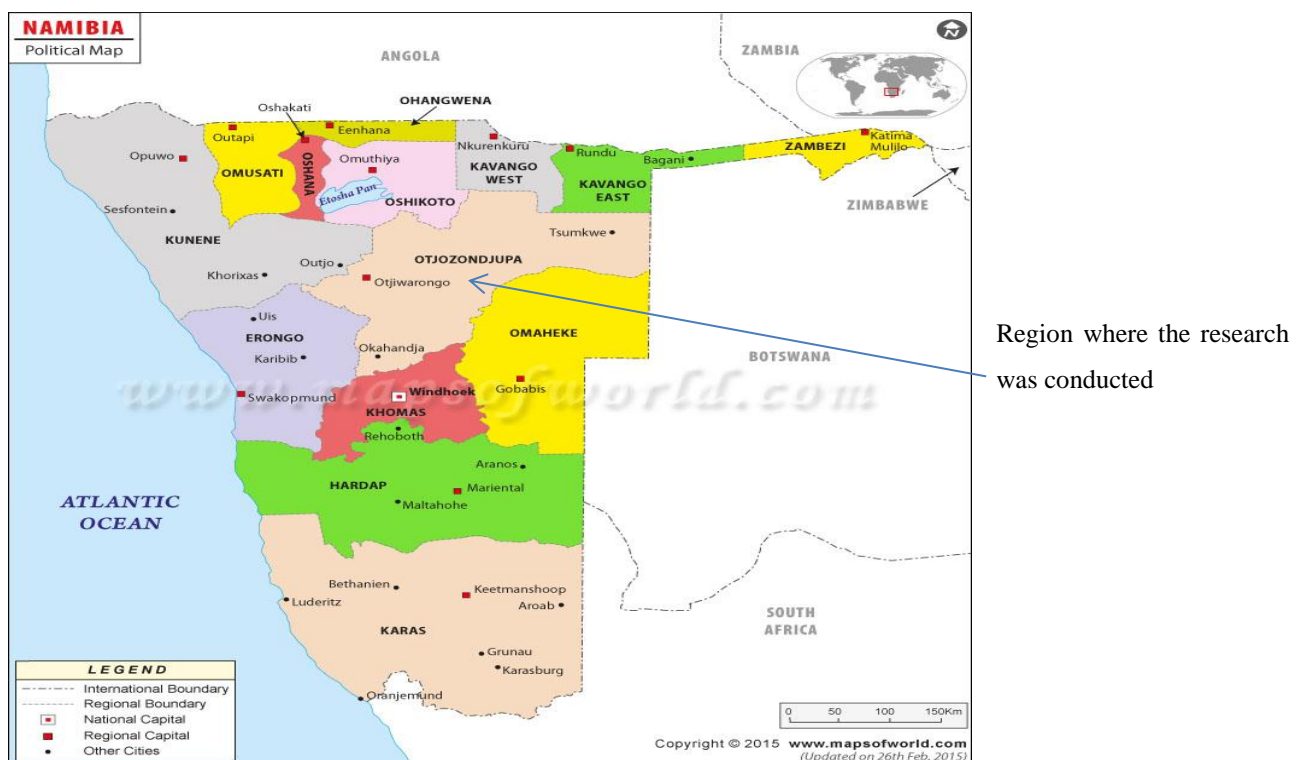 NAMIBIA
Political Map
ANGOLA
ZAMBIA
OHANGWENA
Oshakati
Eenhana
Outapi
Opuwo
Omuthiya
Nkurenkuru
Rundu
Bagani
Katima
Mulilo
ZAMBEZI
OMUSATI
OSHANA
KAVANGO
WEST
KAVANGO
EAST
Etosha Pan
OSHIKOTO
ZIMBABWE
Sesfontein
KUNENE
Tsumkwe
OTJOZONDJUPA
Outjo
Khorixas
Otjiwarongo
Uis
ERONGO
Karibib
OMAHEKE
Okahandja
BOTSWANA
Region where the research
was conducted
www.mapsofworld.com
Gobabis
Swakopmund
Windhoek
KHOMAS
Rehoboth
Aranos
HARDAP
Mariental
Maltahohe
ATLANTIC
OCEAN
Bethanien
Keetmanshoop
Luderitz
Aroab
KARAS
SOUTH
AFRICA
Grunau
Karasburg
Oranjemund
LEGEND
International Boundary
Regional Boundary
National Capital
Regional Capital
Other Cities
0 50 100 150Km
Copyright © 2015 www.mapsofworld.com
(Updated on 26th Feb, 2015)